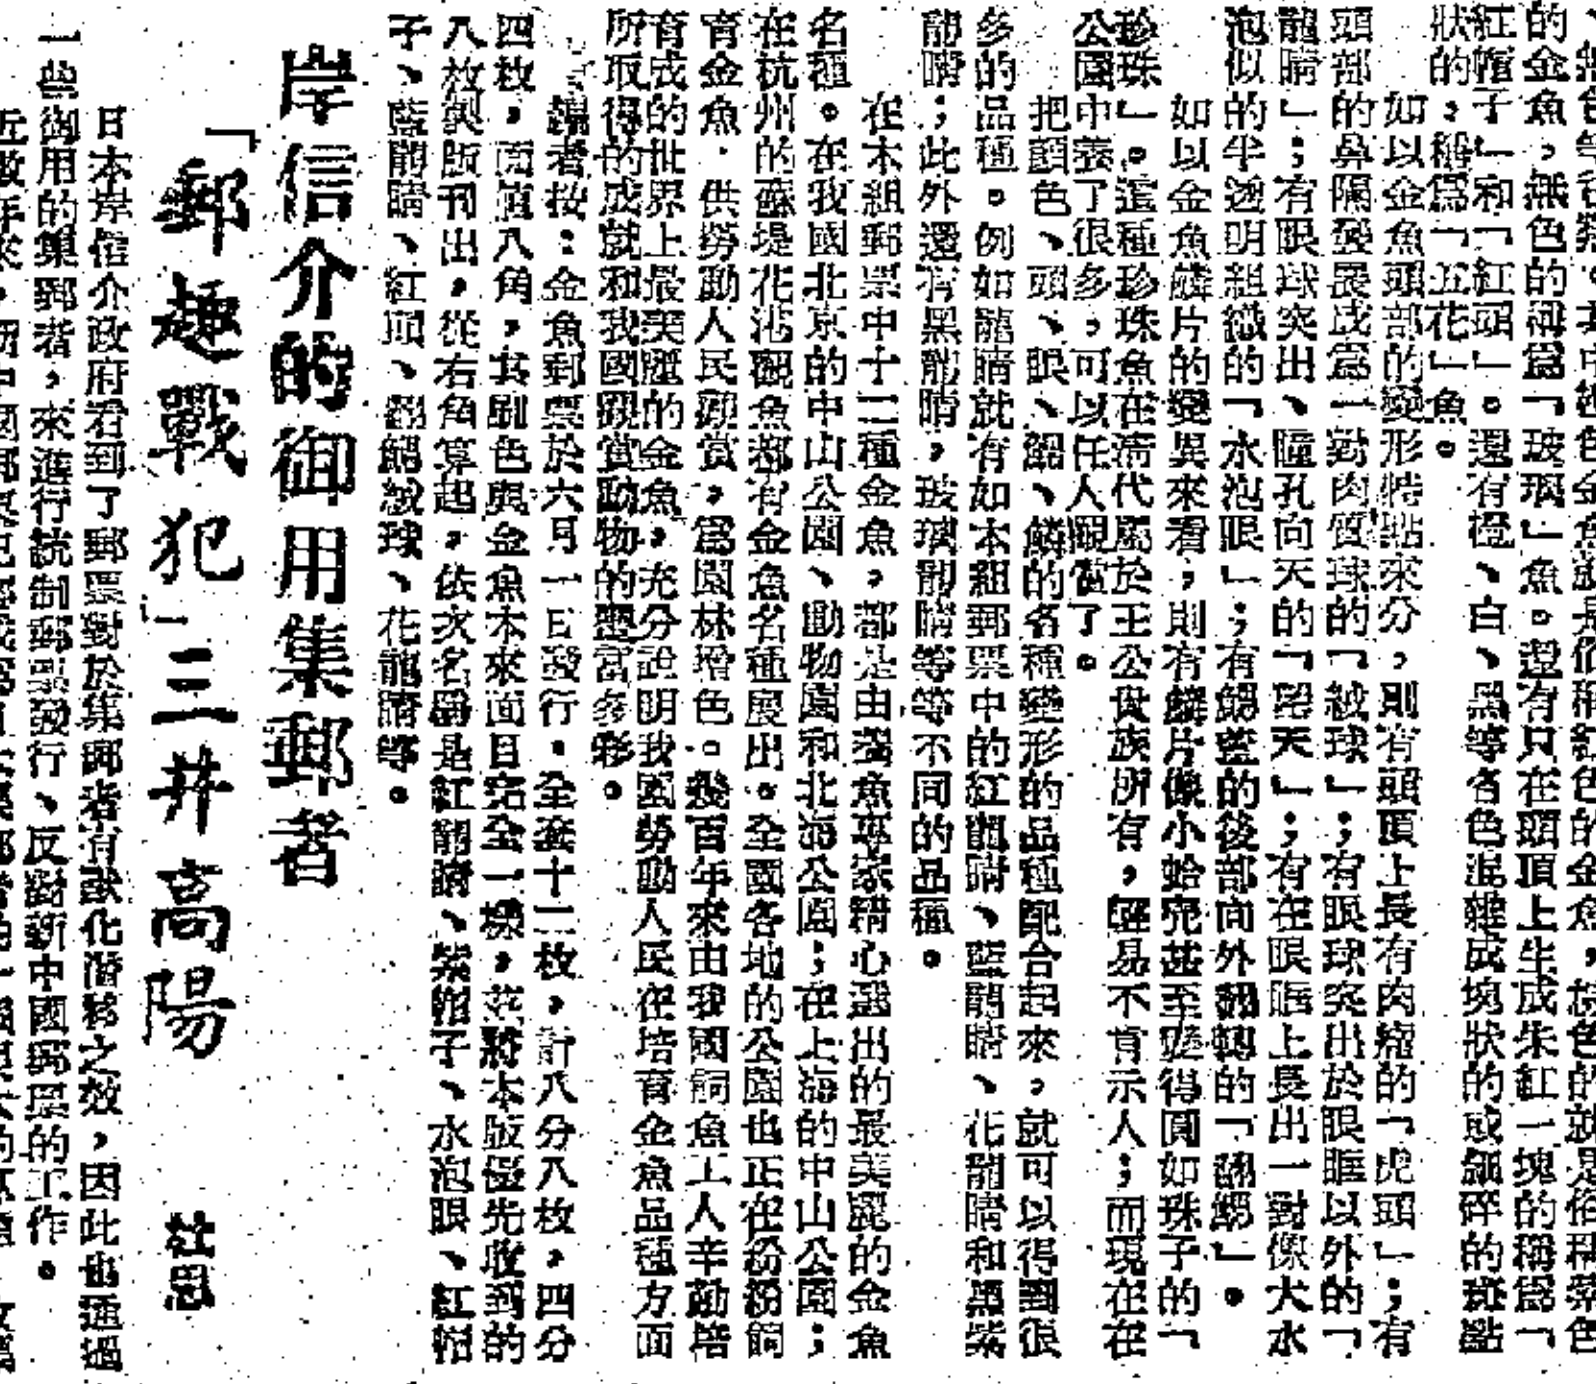 的金魚，無色的稱爲「玻璃」魚。還有只在頭頂上生成朱紅一塊的稱爲「
紅帽子」和「紅頭」。還有橙、白、黑等各色混雜成塊狀的或細碎的斑點
狀的，稱爲「五花」魚。
如以金魚頭部的變形特點來分，則有頭頂上長有肉瘤的「虎頭」；有
頭部的鼻隔發展成爲一對肉質球的「絨球」；有眼球突出於眼眶以外的「
龍睛」；有眼球突出、瞳孔向天的「望天」；有在眼眶上長出一對像大水
泡似的半透明組織的「水泡眼」；有鰓蓋的後部向外翻轉的「翻鰓」。
如以金魚鱗片的變異來看，則有鱗片像小蛤壳甚至變得圓如珠子的「
珍珠」。這種珍珠魚在清代屬於王公貴族所有，輕易不肯示人；而現在在
公園中養了很多，可以任人觀賞了。
把顏色、頭、眼、鰓、鱗的各種變形的品種配合起來，就可以得到很
多的品種。例如龍睛就有如本組郵票中的紅龍睛、藍龍睛、花龍睛和墨紫
龍睛；此外還有黑龍睛，玻璃龍睛等等不同的品種。
在本組郵票中十二種金魚，都是由養魚專家精心選出的最美麗的金魚
名種。在我國北京的中山公園、動物園和北海公園；在上海的中山公園；
在杭州的蘇堤花港觀魚都有金魚名種展出。全國各地的公園也正在紛紛飼
育金魚，供勞動人民觀賞，爲園林增色。幾百年來由我國飼魚工人辛勤培
育成的世界上最美麗的金魚，充分說明我國勞動人民在培育金魚品種方面
所取得的成就和我國觀賞動物的豐富多彩。
編者按：金魚郵票於六月一日發行。全套十二枚，計八分八枚，四分
四枚，面值八角，其刷色與金魚本來面目完全一樣，茲將本版優先收到的
八枚製版刊出，從右角算起，依次名爲是紅龍睛、紫帽子、水泡眼、紅帽
子、藍龍睛、紅頭、翻鰓絨球、花龍睛等。
岸信介的御用集郵者
「郵趣戰犯」三井高陽
杜思
日本岸信介政府看到了郵票對於集郵者有默化潛移之效，因此也通過
一些御用的集郵者，來進行統制郵票發行、反對新中國郵票的工作。